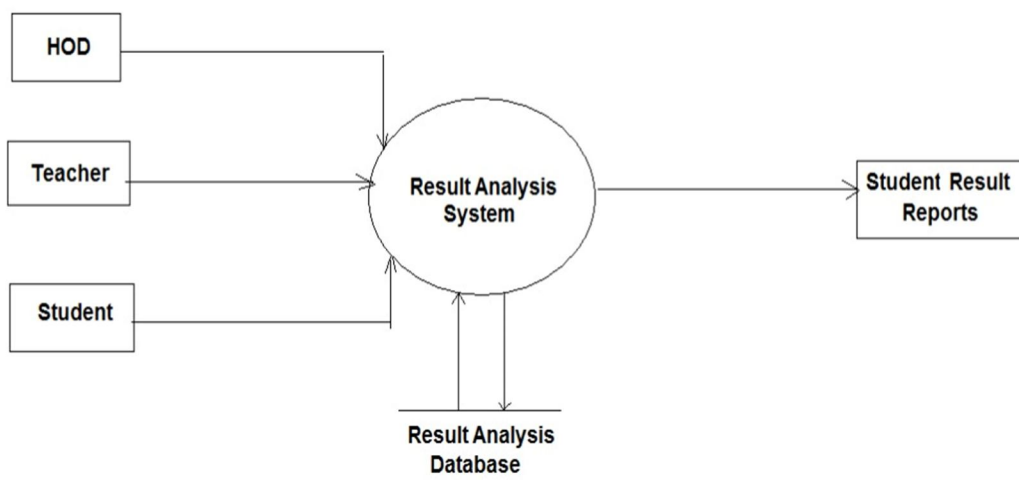 HOD
Teacher
Student
Result Analysis
System
Student Result
Reports
Result Analysis
Database